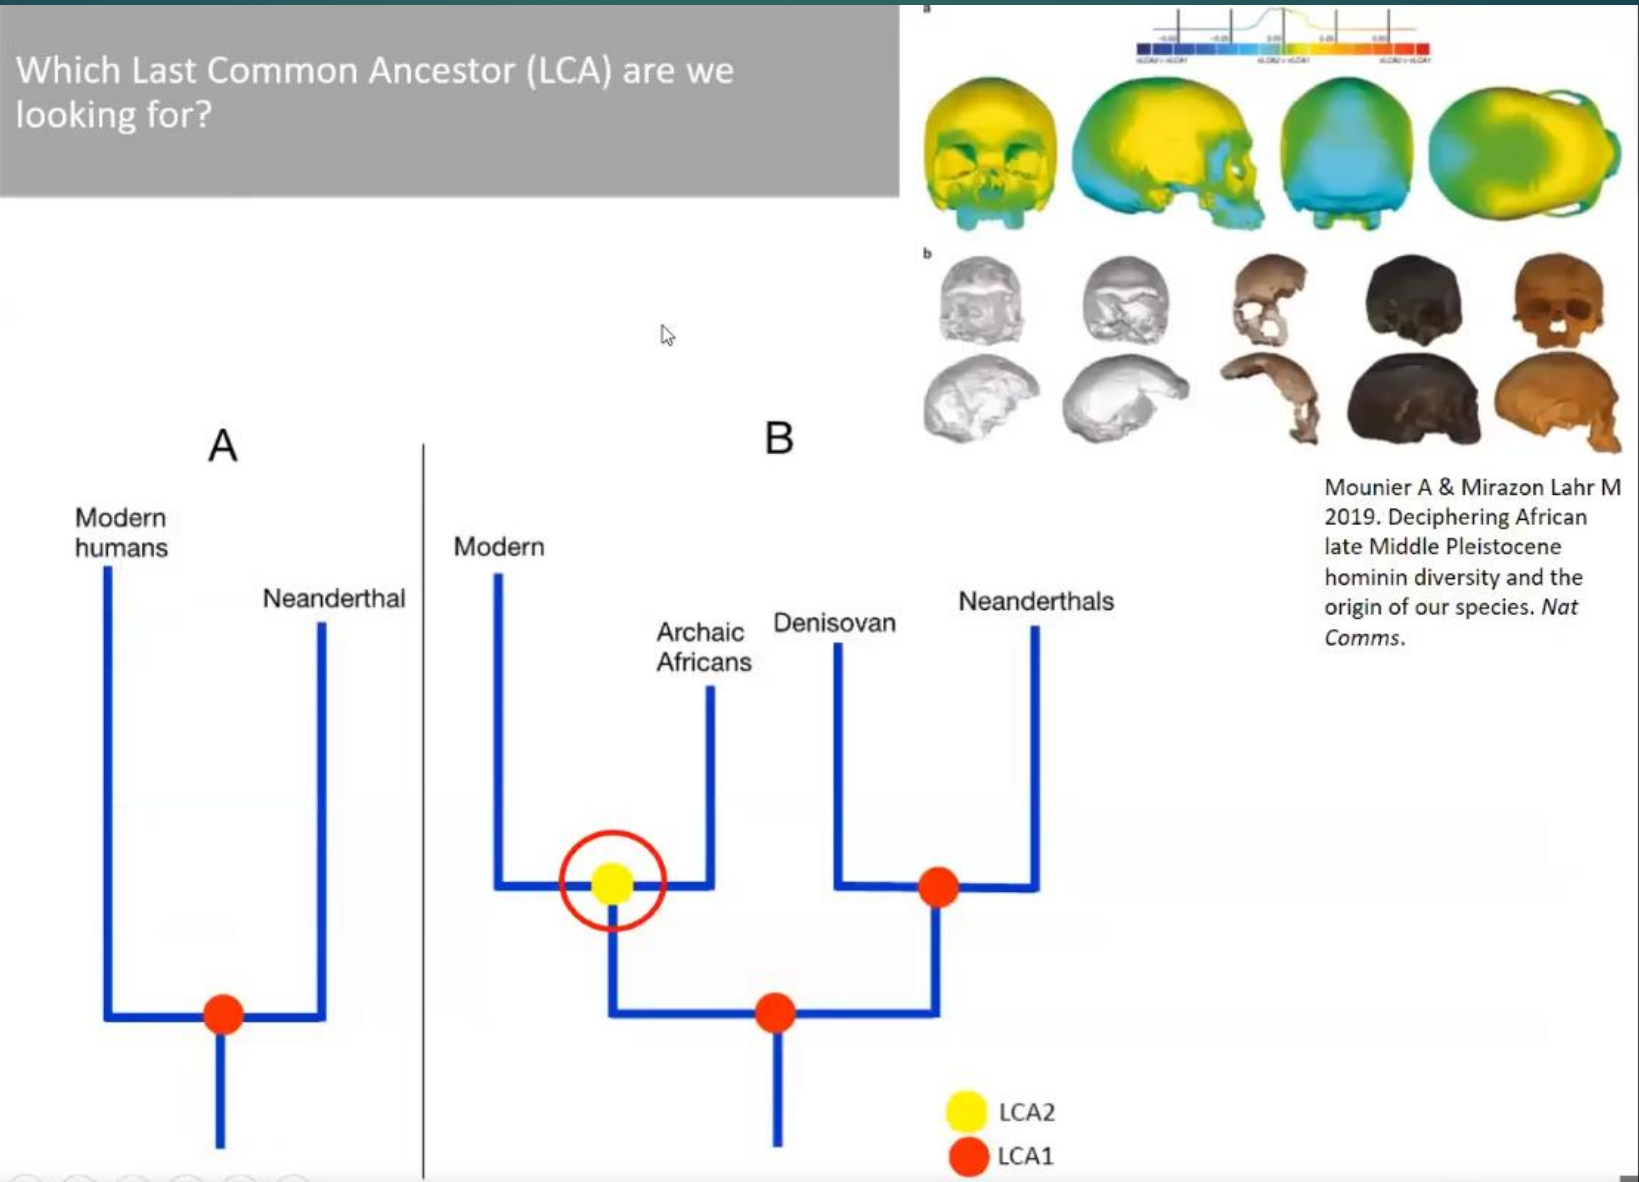 Which Last Common Ancestor (LCA) are we
looking for?
a
b
Mounier A & Mirazon Lahr M
2019. Deciphering African
late Middle Pleistocene
hominin diversity and the
origin of our species. Nat
Comms.
A
B
Modern
humans
Neanderthal
Modern
Archaic
Africans
Denisovan
Neanderthals
LCA2
LCA1